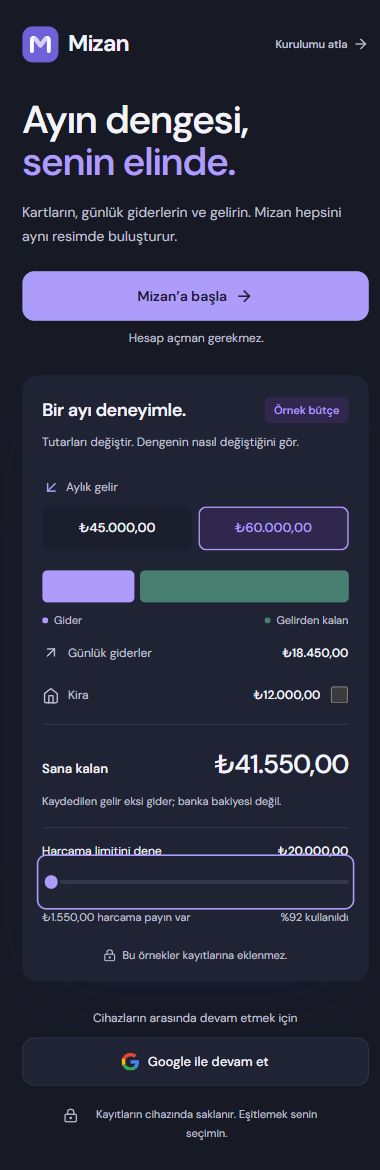 Mizan
Kurulumu atla
Ayın dengesi,
senin elinde.
Kartların, günlük giderlerin ve gelirin. Mizan hepsini
aynı resimde buluşturur.
Mizan’a başla
Hesap açman gerekmez.
Bir ayı deneyimle.
Örnek bütçe
Tutarları değiştir. Dengenin nasıl değiştiğini gör.
Aylık gelir
₺45.000,00
₺60.000,00
Gider
Gelirden kalan
Günlük giderler
₺18.450,00
Kira
₺12.000,00
Sana kalan
₺41.550,00
Kaydedilen gelir eksi gider; banka bakiyesi değil.
Harcama limitini dene
₺20.000,00
₺1.550,00 harcama payın var
%92 kullanıldı
Bu örnekler kayıtlarına eklenmez.
Cihazların arasında devam etmek için
Google ile devam et
Kayıtların cihazında saklanır. Eşitlemek senin
seçimin.